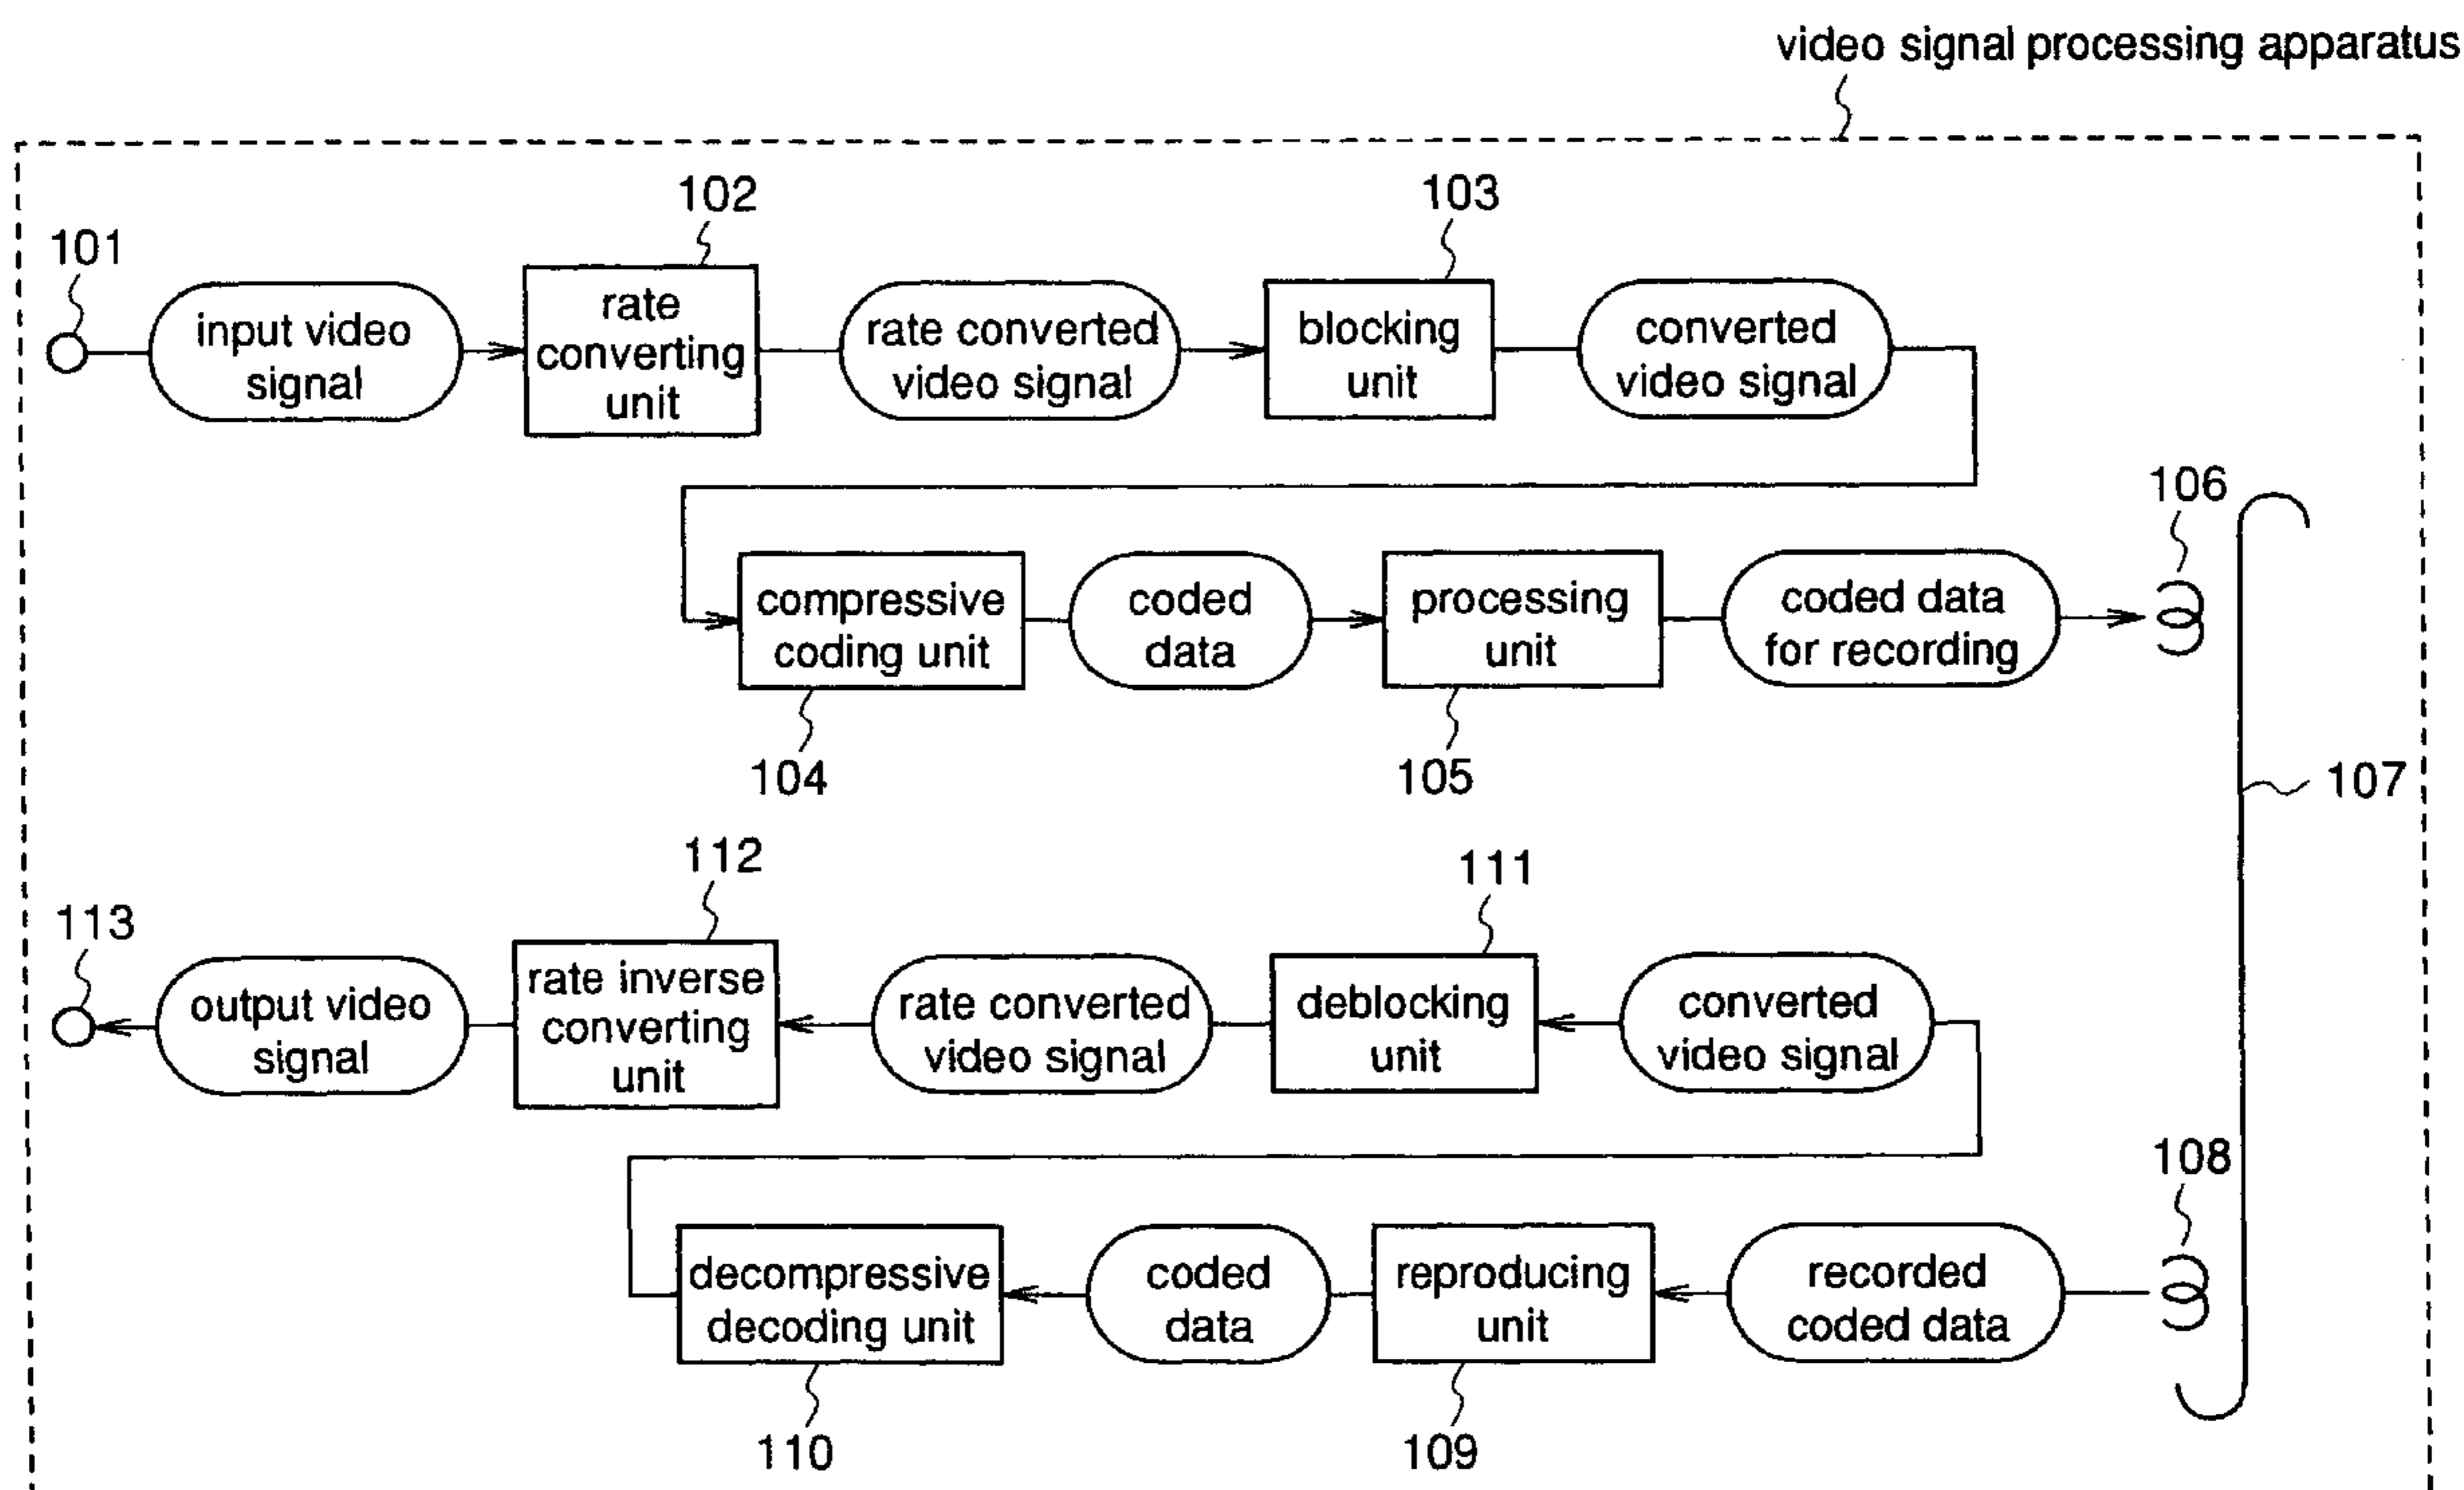 video signal processing apparatus
102
103
101
input video
signal
rate
converting
unit
rate converted
video signal
blocking
unit
converted
video signal
106
compressive
coding unit
coded
data
processing
unit
coded data
for recording
104
105
107
112
111
113
output video
signal
rate inverse
converting
unit
rate converted
video signal
deblocking
unit
converted
video signal
108
decompressive
decoding unit
coded
data
reproducing
unit
recorded
coded data
110
109